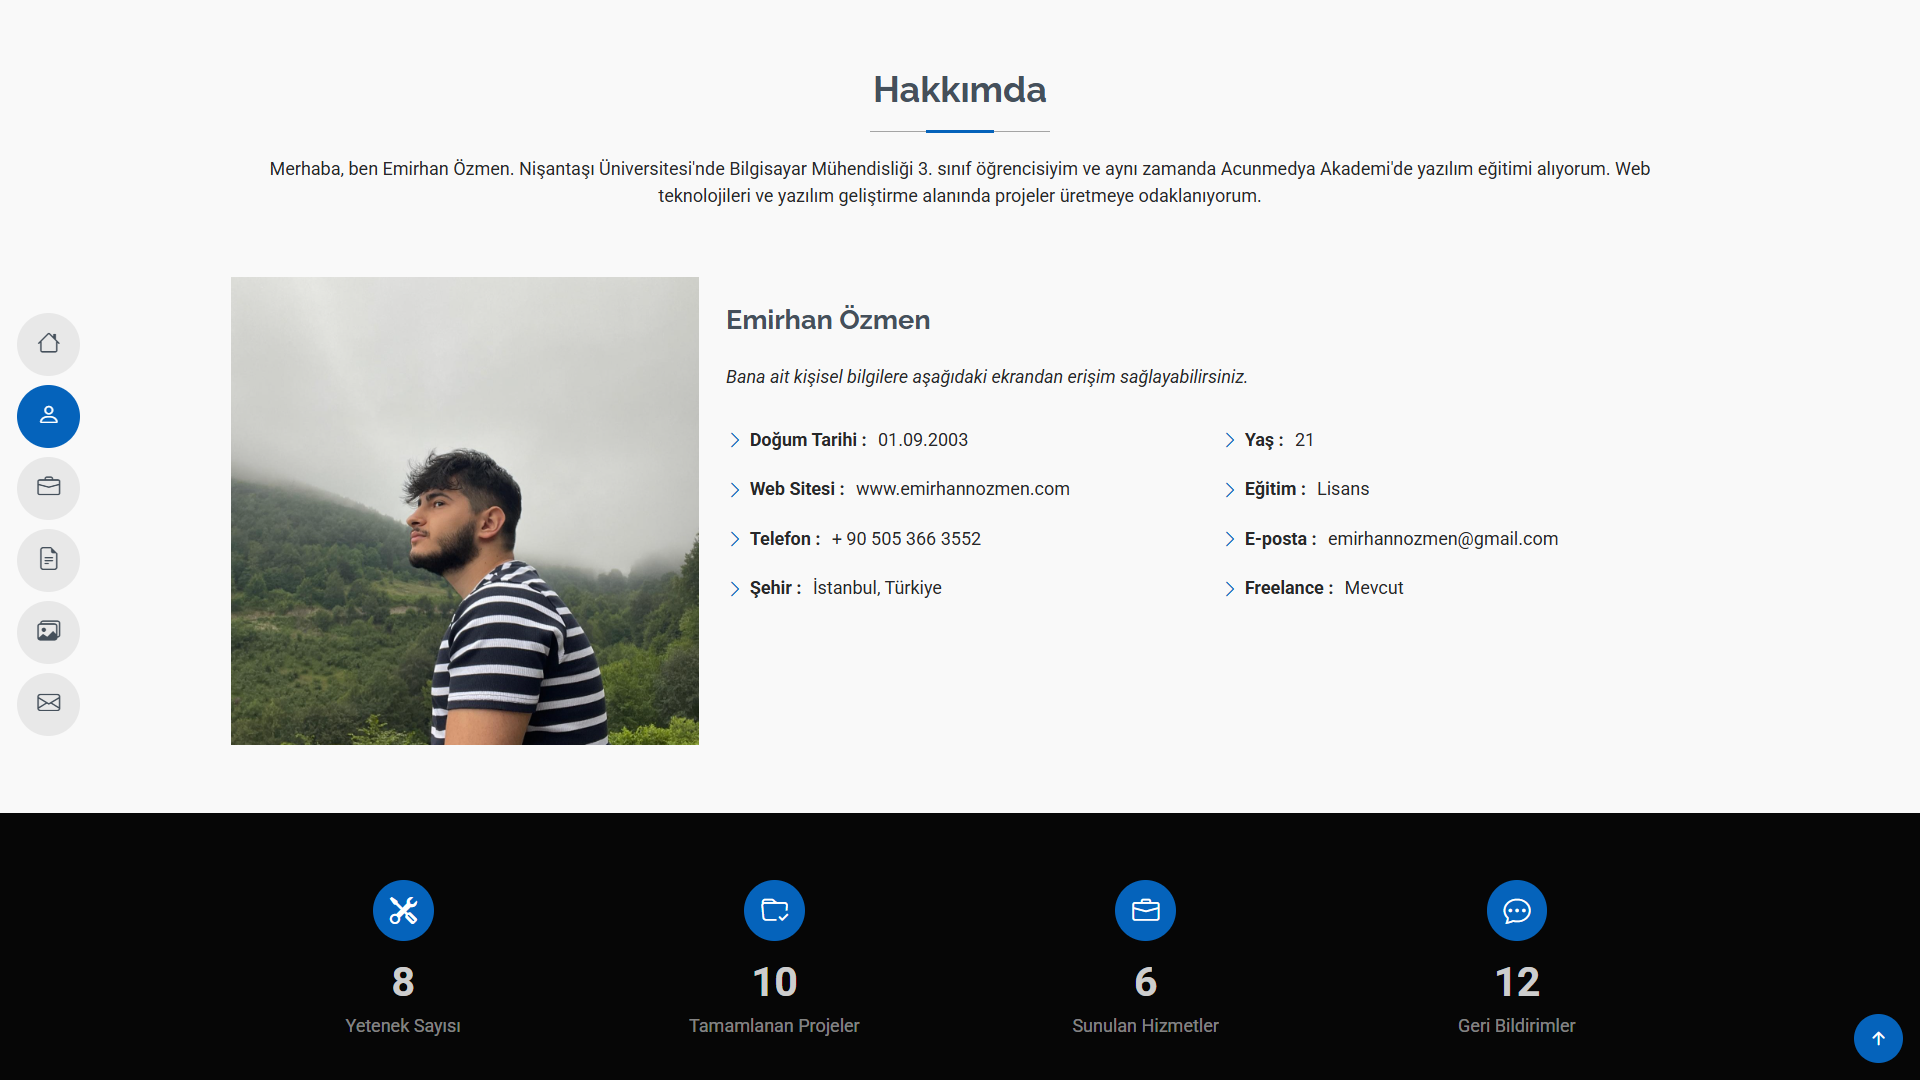 Hakkımda
Merhaba, ben Emirhan Özmen. Nişantaşı Üniversitesi'nde Bilgisayar Mühendisliği 3. sınıf öğrencisiyim ve aynı zamanda Acunmedya Akademi'de yazılım eğitimi alıyorum. Web
teknolojileri ve yazılım geliştirme alanında projeler üretmeye odaklanıyorum.
Emirhan Özmen
Bana ait kişisel bilgilere aşağıdaki ekrandan erişim sağlayabilirsiniz.
Doğum Tarihi : 01.09.2003
Yaş : 21
Web Sitesi : www.emirhannozmen.com
Eğitim : Lisans
Telefon : + 90 505 366 3552
E-posta : emirhannozmen@gmail.com
Şehir : İstanbul, Türkiye
Freelance : Mevcut
8
Yetenek Sayısı
10
Tamamlanan Projeler
6
Sunulan Hizmetler
12
Geri Bildirimler